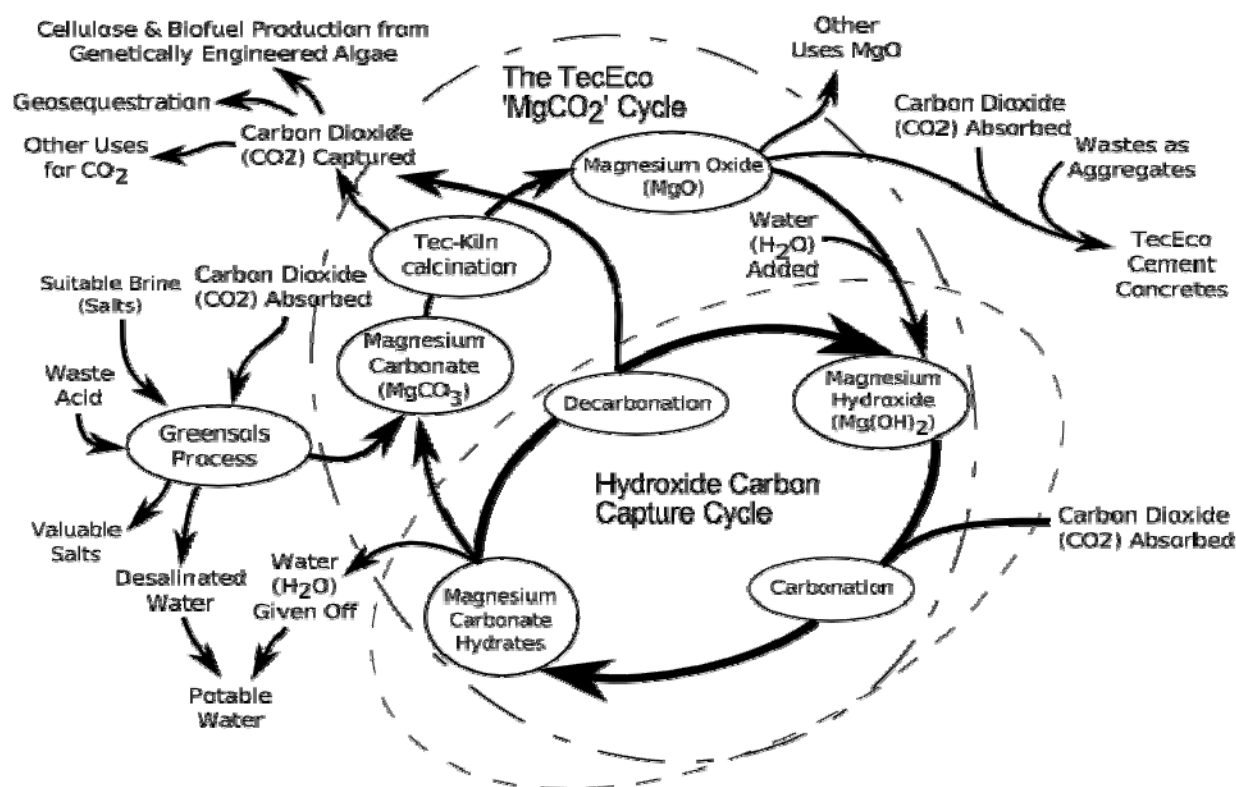 Cellulase & Biofuel Production from
Genetically Engineered Algae
Geosequestration
Other Uses
for CO2
Carbon Dioxide
(CO2) Captured
The TecEco
'MgCO2' Cycle
Other
Uses MgO
Carbon Dioxide
(CO2) Absorbed
Wastes as
Aggregates
Magnesium Oxide
(MgO)
Water
(H2O)
Added
TecEco
Cement
Concretes
Tec-Kiln
calcination
Suitable Brine
(Salts)
Carbon Dioxide
(CO2) Absorbed
Magnesium
Carbonate
(MgCO3)
Waste
Acid
Decarbonation
Magnesium
Hydroxide
(Mg(OH)2)
Greensols
Process
Hydroxide Carbon
Capture Cycle
Valuable
Salts
Desalinated
Water
Water
(H2O)
Given Off
Magnesium
Carbonate
Hydrates
Carbonation
Carbon Dioxide
(CO2) Absorbed
Potable
Water